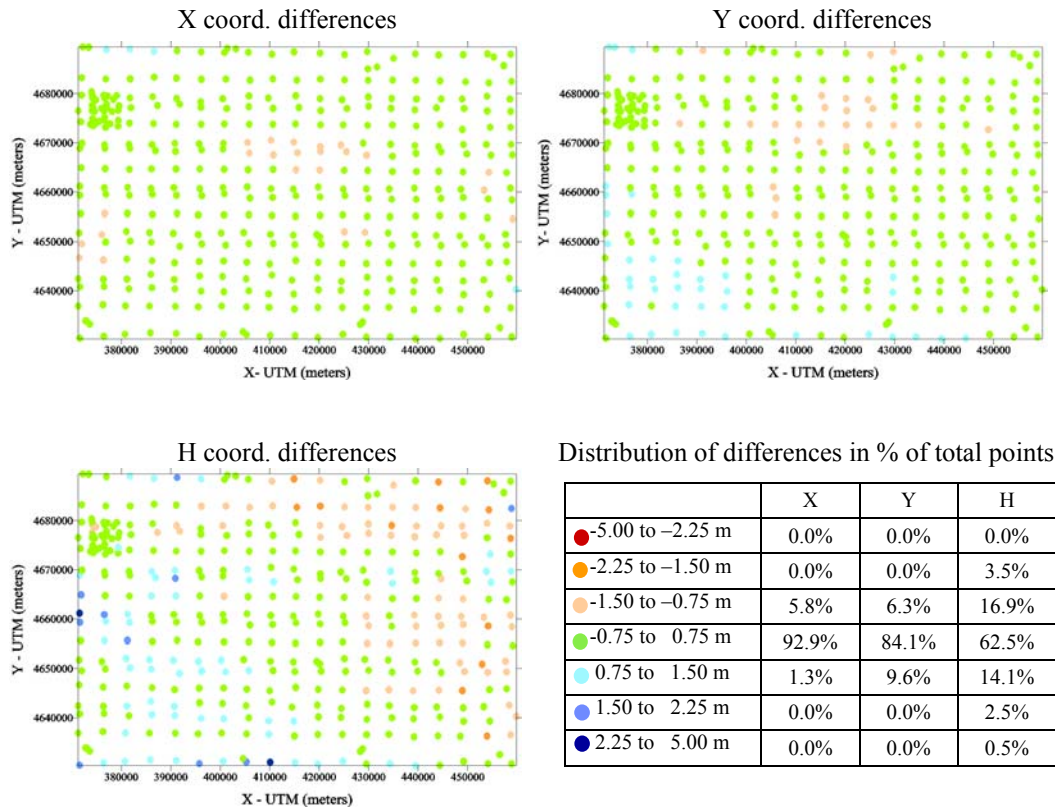 X coord. differences
Y coord. differences
4680000
4670000
4660000
4650000
4640000
Y - UTM (meters)
380000 390000 400000 410000 420000 430000 440000 450000
X- UTM (meters)
4680000
4670000
4660000
4650000
4640000
Y- UTM (meters)
380000 390000 400000 410000 420000 430000 440000 450000
X - UTM (meters)
H coord. differences
4680000
4670000
4660000
4650000
4640000
Y - UTM (meters)
380000 390000 400000 410000 420000 430000 440000 450000
X - UTM (meters)
Distribution of differences in % of total points
X Y H
-5.00 to –2.25 m 0.0% 0.0% 0.0%
-2.25 to –1.50 m 0.0% 0.0% 3.5%
-1.50 to –0.75 m 5.8% 6.3% 16.9%
-0.75 to 0.75 m 92.9% 84.1% 62.5%
0.75 to 1.50 m 1.3% 9.6% 14.1%
1.50 to 2.25 m 0.0% 0.0% 2.5%
2.25 to 5.00 m 0.0% 0.0% 0.5%